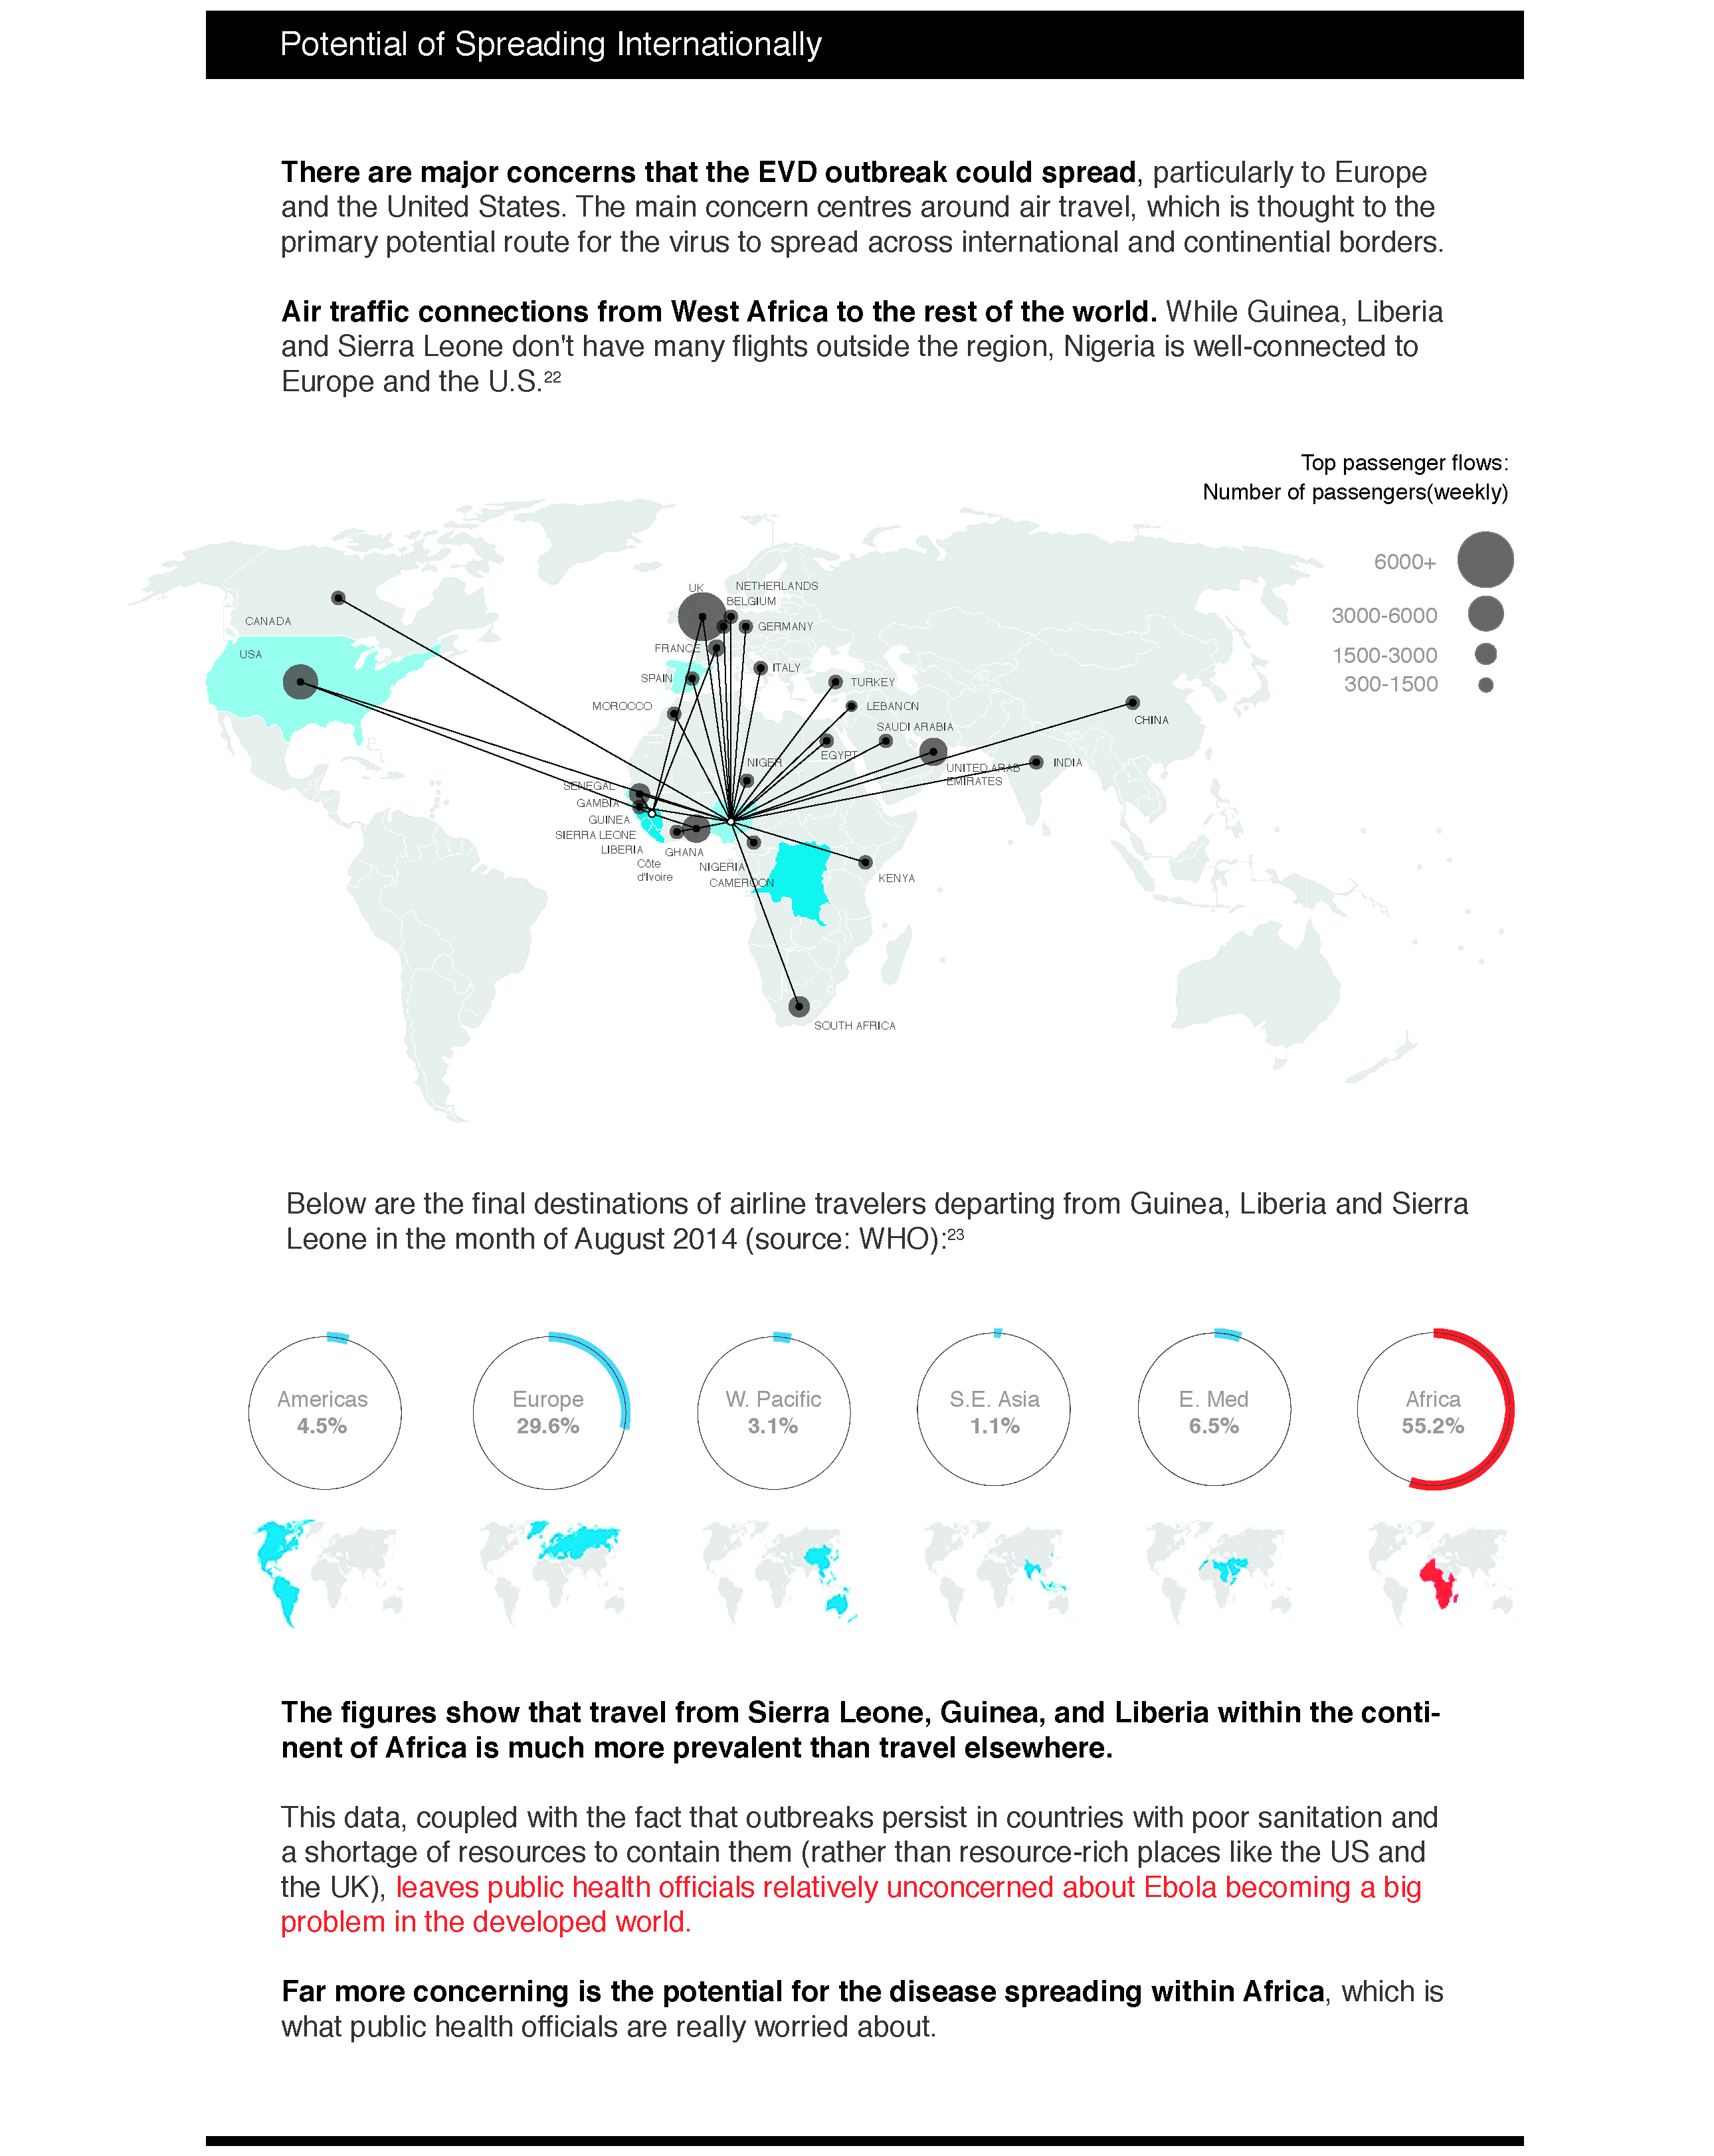 Potential of Spreading Internationally
There are major concerns that the EVD outbreak could spread, particularly to Europe
and the United States. The main concern centres around air travel, which is thought to the
primary potential route for the virus to spread across international and continential borders.
Air traffic connections from West Africa to the rest of the world. While Guinea, Liberia
and Sierra Leone don't have many flights outside the region, Nigeria is well-connected to
Europe and the U.S.22
Top passenger flows:
Number of passengers(weekly)
6000+
3000-6000
1500-3000
300-1500
UK
NETHERLANDS
BELGIUM
CANADA
GERMANY
USA
FRANCE
ITALY
SPAIN
TURKEY
MOROCCO
LEBANON
CHINA
SAUDI ARABIA
EGYPT
NIGER
INDIA
UNITED ARAB
EMIRATES
SENEGAL
GAMBIA
GUINEA
SIERRA LEONE
LIBERIA
GHANA
Côte
d'Ivoire
NIGERIA
CAMEROON
KENYA
SOUTH AFRICA
Below are the final destinations of airline travelers departing from Guinea, Liberia and Sierra
Leone in the month of August 2014 (source: WHO):23
Americas
4.5%
Europe
29.6%
W. Pacific
3.1%
S.E. Asia
1.1%
E. Med
6.5%
Africa
55.2%
The figures show that travel from Sierra Leone, Guinea, and Liberia within the conti-
nent of Africa is much more prevalent than travel elsewhere.
This data, coupled with the fact that outbreaks persist in countries with poor sanitation and
a shortage of resources to contain them (rather than resource-rich places like the US and
the UK), leaves public health officials relatively unconcerned about Ebola becoming a big
problem in the developed world.
Far more concerning is the potential for the disease spreading within Africa, which is
what public health officials are really worried about.